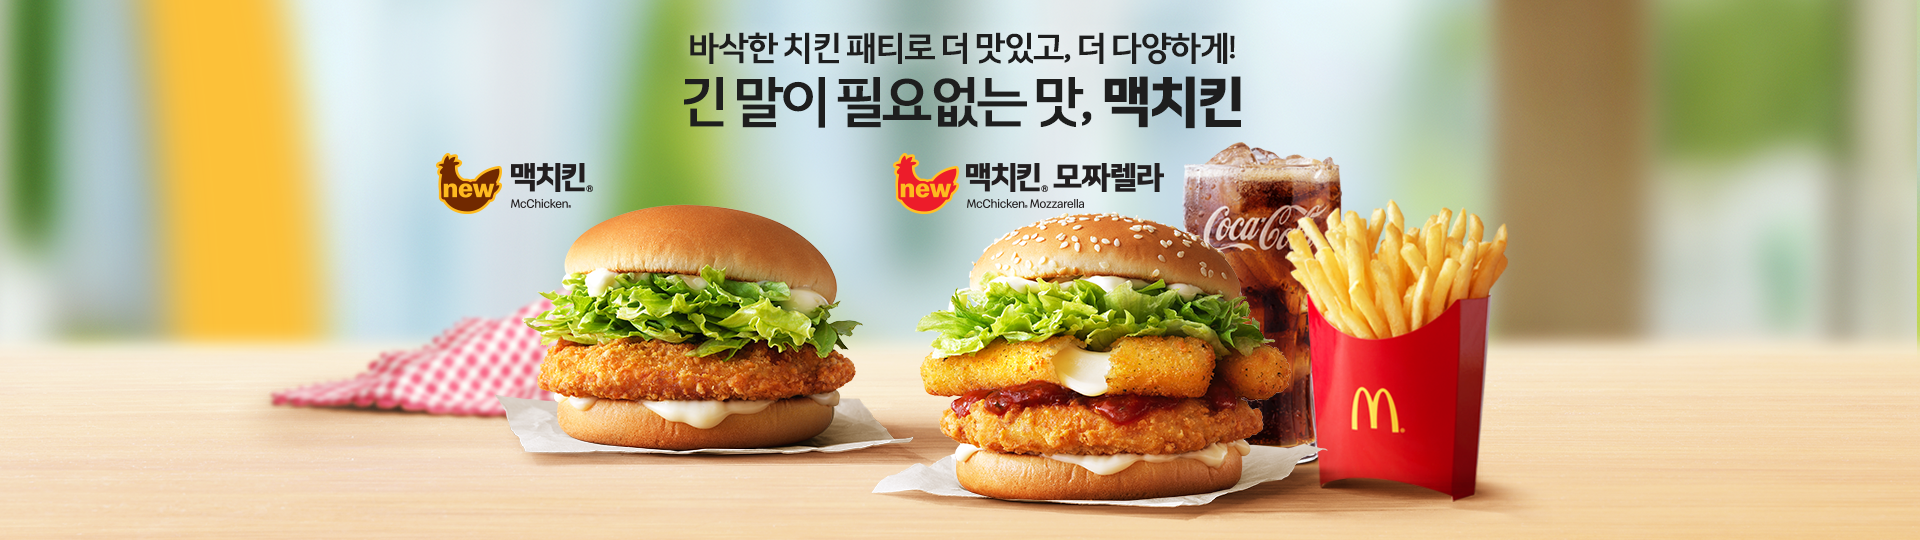 바삭한 치킨 패티로 더 맛있고, 더 다양하게!
긴 말이 필요없는 맛, 맥치킨
new 맥치킨®
McChicken®
new 맥치킨® 모짜렐라
McChicken® Mozzarella
Coca-Co